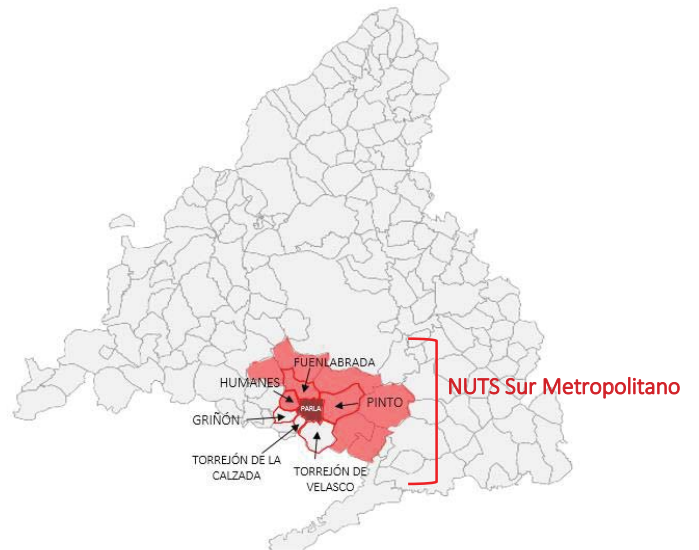 FUENLABRADA
NUTS Sur Metropolitano
HUMANES
PINTO
PARLA
GRIÑÓN
TORREJÓN DE LA
CALZADA
TORREJÓN DE
VELASCO